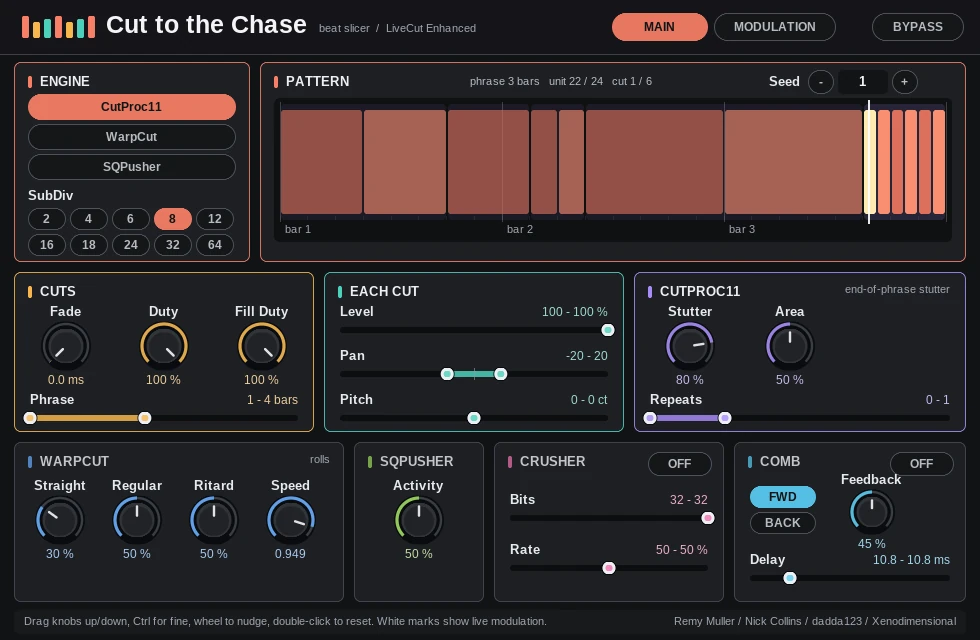 Cut to the Chase beat slicer / LiveCut Enhanced MAIN MODULATION BYPASS
ENGINE
CutProc11
WarpCut
SQPusher
SubDiv
2 4 6 8 12
16 18 24 32 64
PATTERN phrase 3 bars unit 22 / 24 cut 1 / 6 Seed - 1 +
bar 1 bar 2 bar 3
CUTS
Fade Duty Fill Duty
0.0 ms 100 % 100 %
Phrase 1 - 4 bars
EACH CUT
Level 100 - 100 %
Pan -20 - 20
Pitch 0 - 0 ct
CUTPROC11 end-of-phrase stutter
Stutter Area
80 % 50 %
Repeats 0 - 1
WARPCUT rolls
Straight Regular Ritard Speed
30 % 50 % 50 % 0.949
SQPUSHER
Activity
50 %
CRUSHER OFF
Bits 32 - 32
Rate 50 - 50 %
COMB OFF
Feedback
FWD
BACK
45 %
Delay 10.8 - 10.8 ms
Drag knobs up/down, Ctrl for fine, wheel to nudge, double-click to reset. White marks show live modulation. Remy Muller / Nick Collins / dadda123 / Xenodimensional